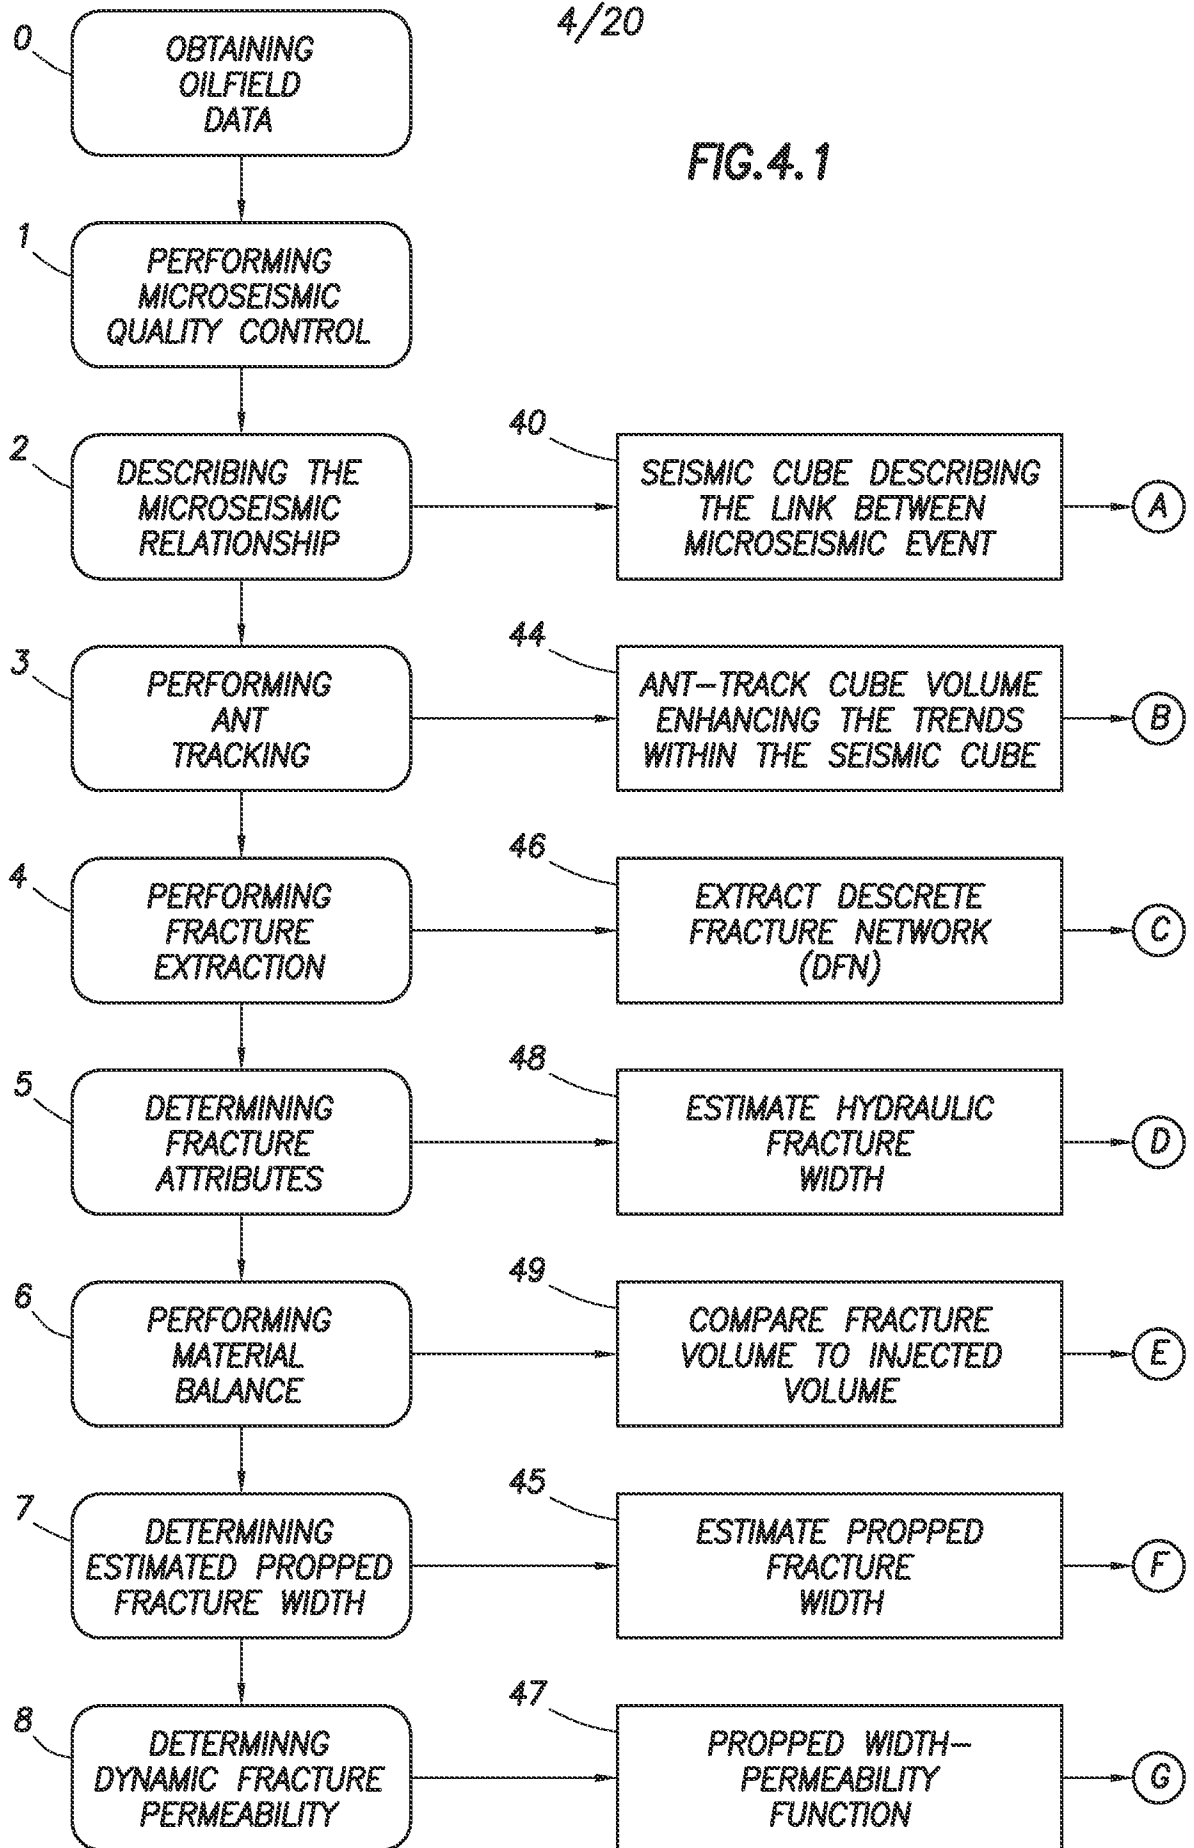 4/20
FIG.4.1
0
OBTAINING
OILFIELD
DATA
1
PERFORMING
MICROSEISMIC
QUALITY CONTROL
2
DESCRIBING THE
MICROSEISMIC
RELATIONSHIP
40
SEISMIC CUBE DESCRIBING
THE LINK BETWEEN
MICROSEISMIC EVENT
A
3
PERFORMING
ANT
TRACKING
44
ANT-TRACK CUBE VOLUME
ENHANCING THE TRENDS
WITHIN THE SEISMIC CUBE
B
4
PERFORMING
FRACTURE
EXTRACTION
46
EXTRACT DESCRETE
FRACTURE NETWORK
(DFN)
C
5
DETERMINING
FRACTURE
ATTRIBUTES
48
ESTIMATE HYDRAULIC
FRACTURE
WIDTH
D
6
PERFORMING
MATERIAL
BALANCE
49
COMPARE FRACTURE
VOLUME TO INJECTED
VOLUME
E
7
DETERMINING
ESTIMATED PROPPED
FRACTURE WIDTH
45
ESTIMATE PROPPED
FRACTURE
WIDTH
F
8
DETERMINNG
DYNAMIC FRACTURE
PERMEABILITY
47
PROPPED WIDTH-
PERMEABILITY
FUNCTION
G